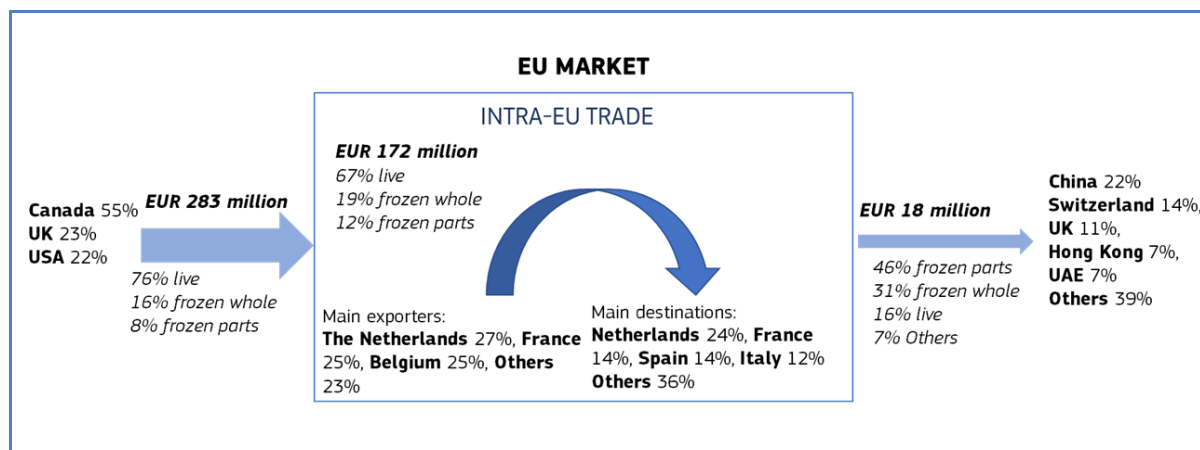 EU MARKET
INTRA-EU TRADE
Canada 55%
UK 23%
USA 22%
EUR 283 million
76% live
16% frozen whole
8% frozen parts
EUR 172 million
67% live
19% frozen whole
12% frozen parts
Main exporters:
The Netherlands 27%, France
25%, Belgium 25%, Others
23%
Main destinations:
Netherlands 24%, France
14%, Spain 14%, Italy 12%
Others 36%
EUR 18 million
46% frozen parts
31% frozen whole
16% live
7% Others
China 22%
Switzerland 14%,
UK 11%,
Hong Kong 7%,
UAE 7%
Others 39%